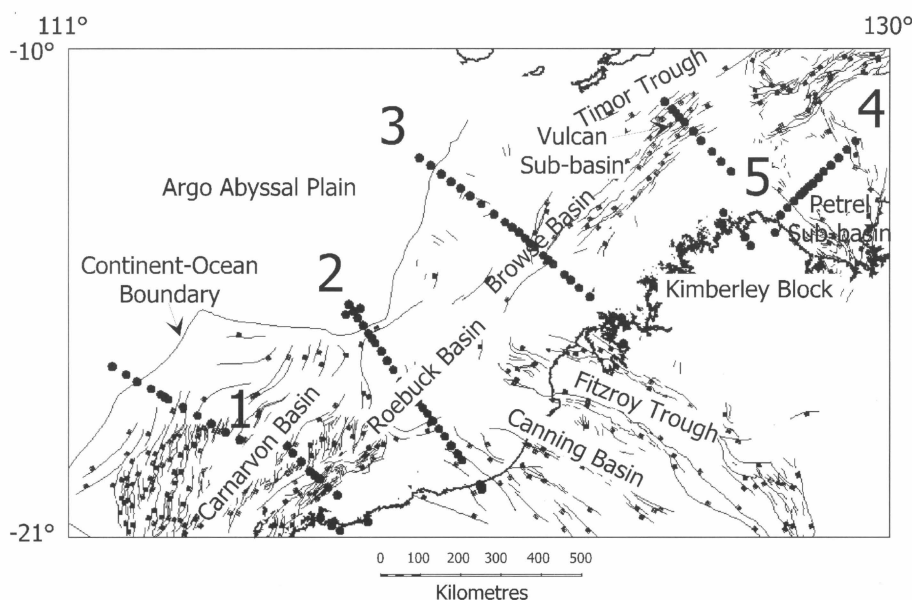 111°
130°
-10°
Timor Trough
4
3
Vulcan
Sub-basin
5
Argo Abyssal Plain
Petrel
Sub-basin
Browse Basin
Continent-Ocean
Boundary
2
Kimberley Block
Roebuck Basin
Fitzroy Trough
1
Carnarvon Basin
Canning Basin
-21°
0 100 200 300 400 500
Kilometres